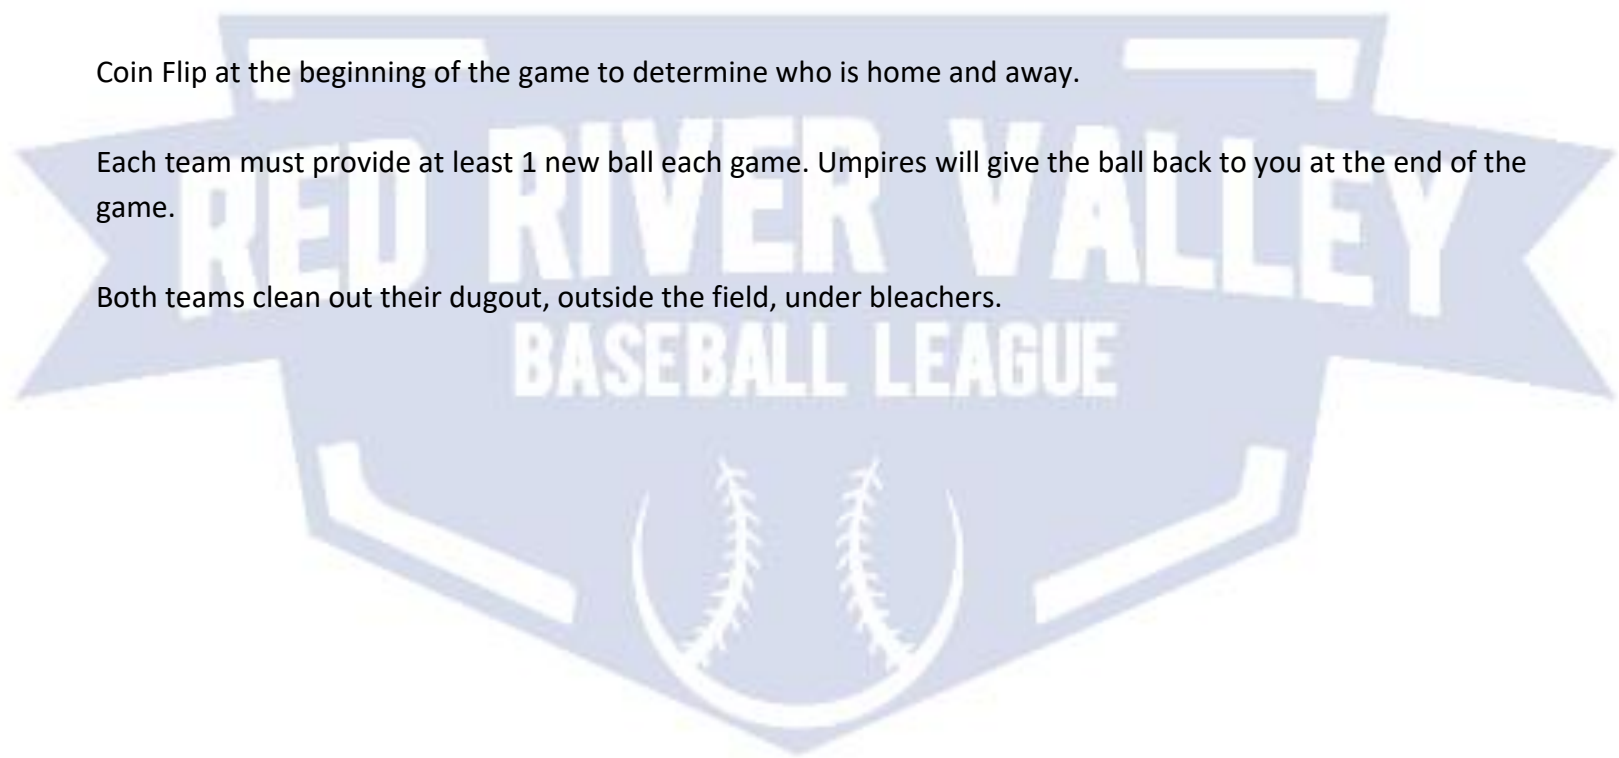 Coin Flip at the beginning of the game to determine who is home and away.
Each team must provide at least 1 new ball each game. Umpires will give the ball back to you at the end of the
game.
RED RIVER VALLEY
Both teams clean out their dugout, outside the field, under bleachers.
BASEBALL LEAGUE